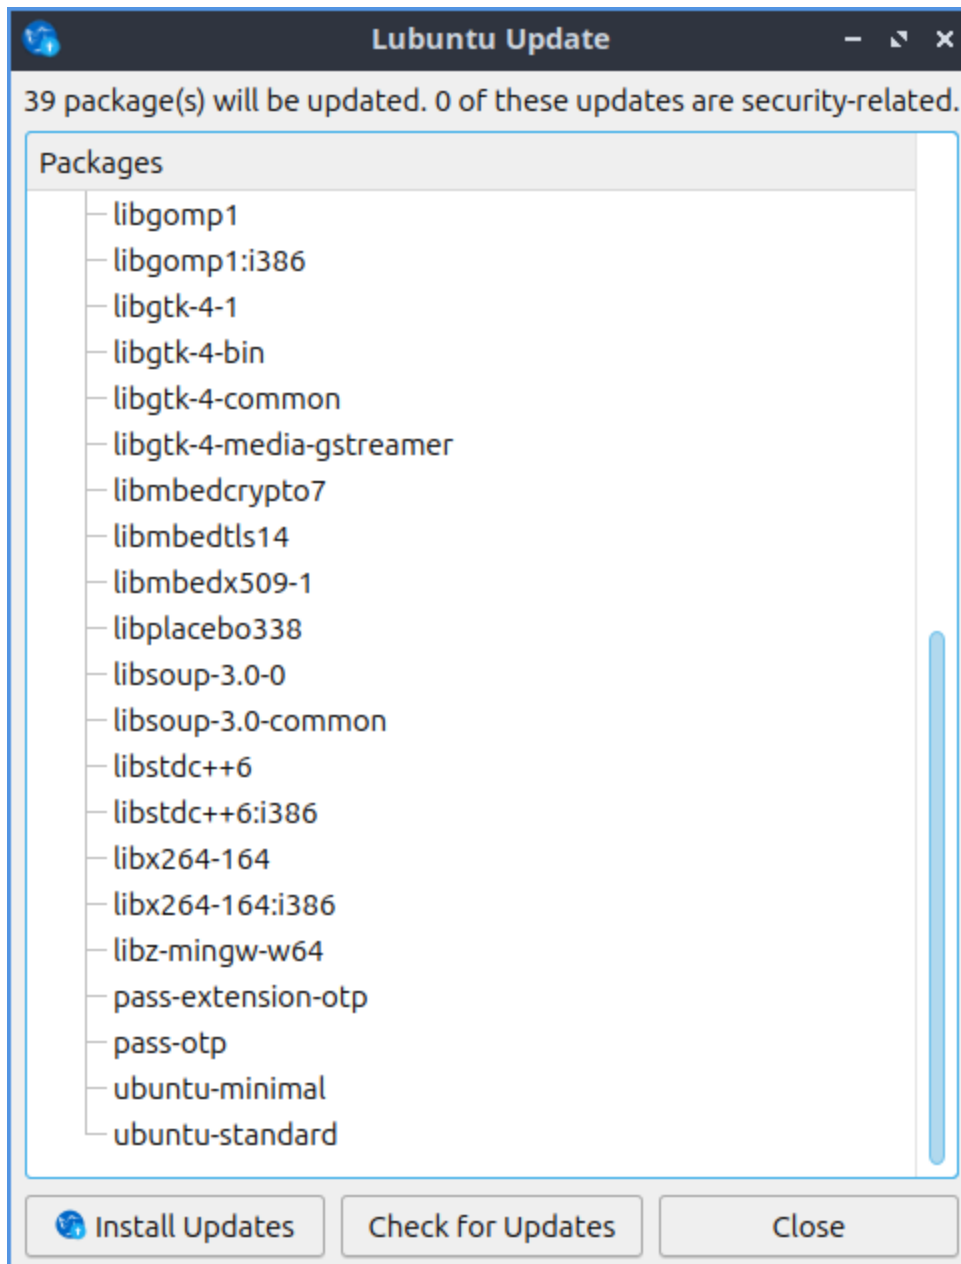 Lubuntu Update
39 package(s) will be updated. 0 of these updates are security-related.
Packages
libgomp1
libgomp1:i386
libgtk-4-1
libgtk-4-bin
libgtk-4-common
libgtk-4-media-gstreamer
libmbedcrypto7
libmbedtls14
libmbedx509-1
libplacebo338
libsoup-3.0-0
libsoup-3.0-common
libstdc++6
libstdc++6:i386
libx264-164
libx264-164:i386
libz-mingw-w64
pass-extension-otp
pass-otp
ubuntu-minimal
ubuntu-standard
Install Updates Check for Updates Close